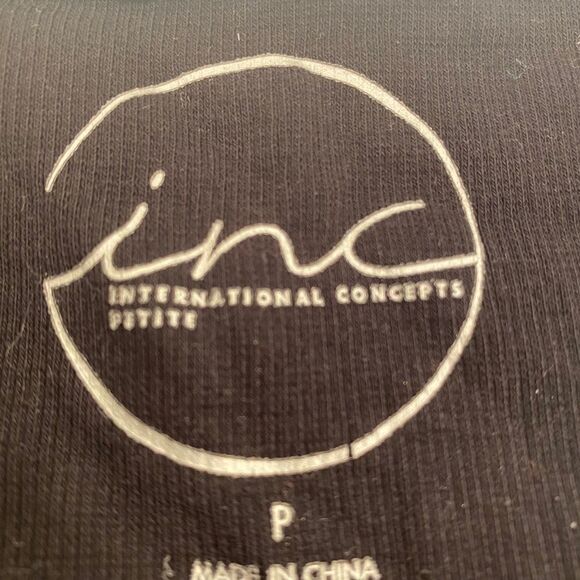 inc
INTERNATIONAL CONCEPTS
PETITE
P
MADE IN CHINA